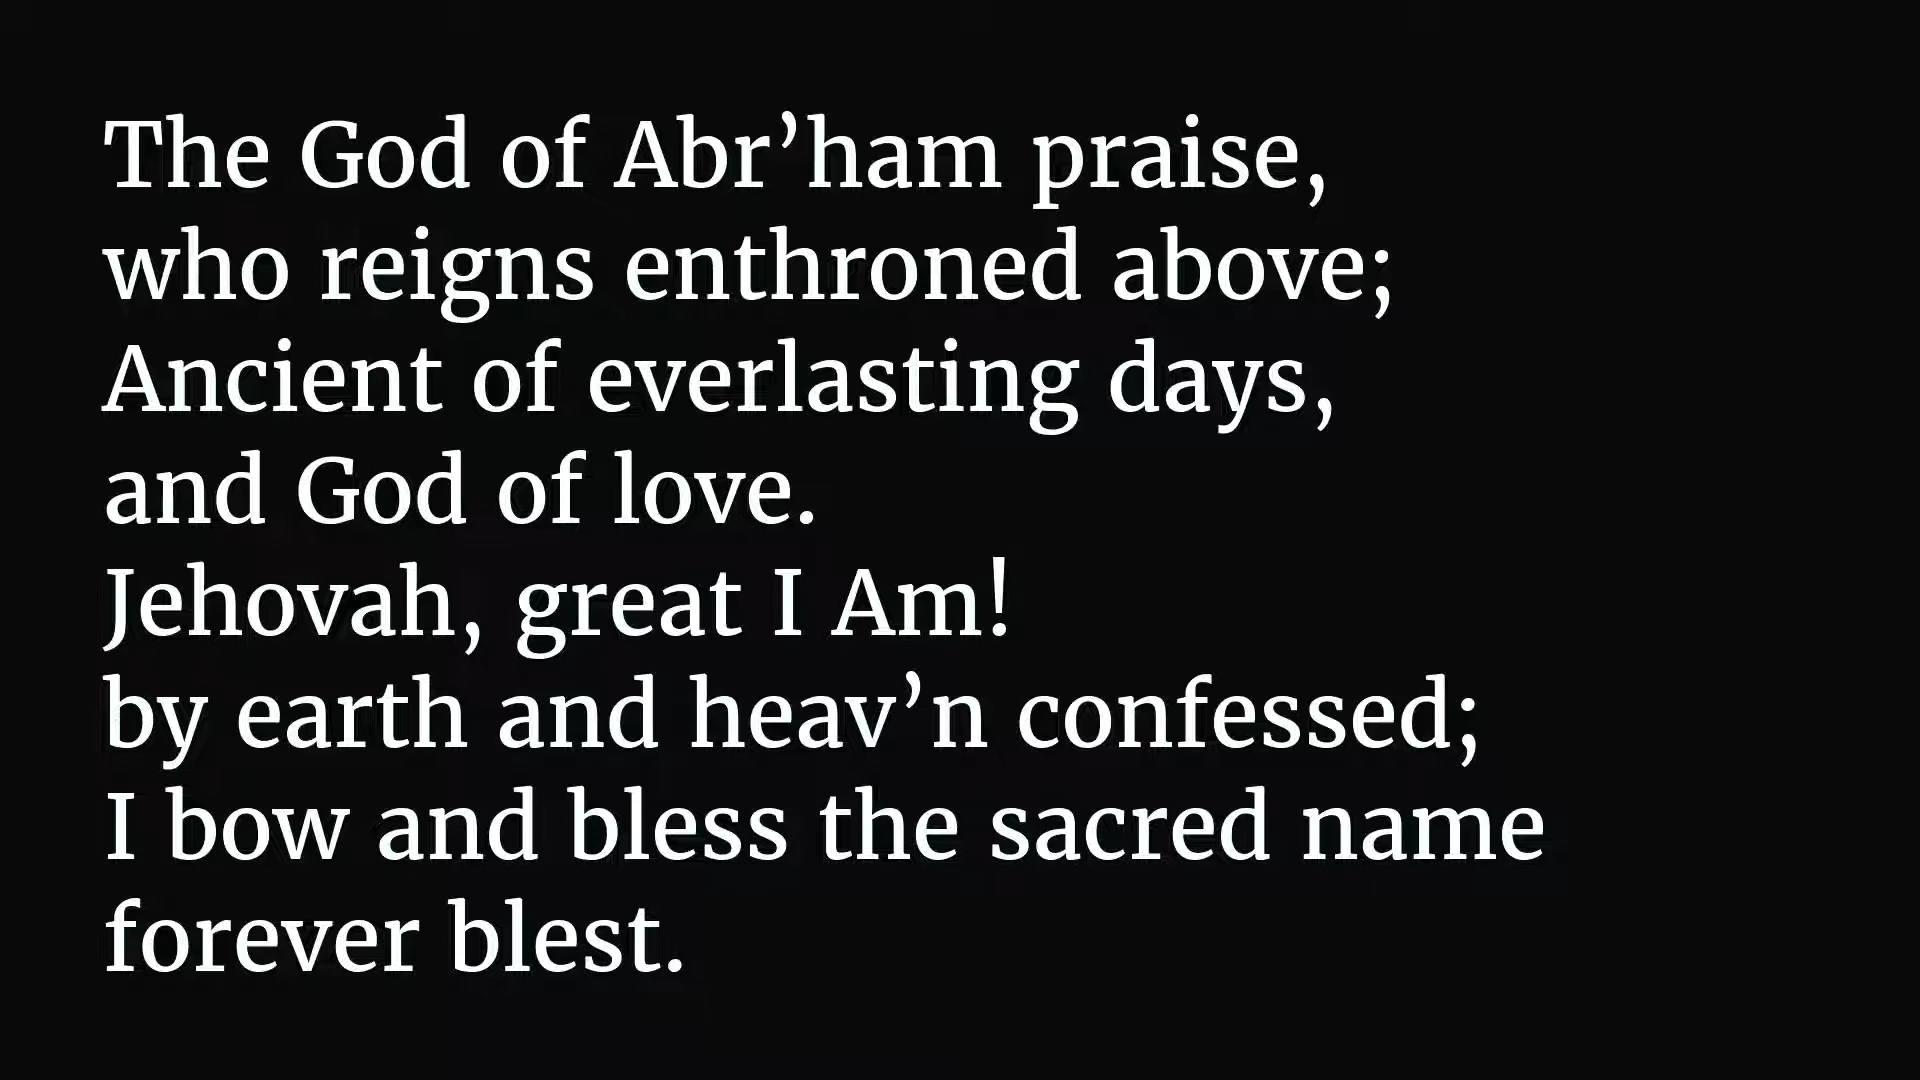 The God of Abr’ham praise,
who reigns enthroned above;
Ancient of everlasting days,
and God of love.
Jehovah, great I Am!
by earth and heav’n confessed;
I bow and bless the sacred name
forever blest.